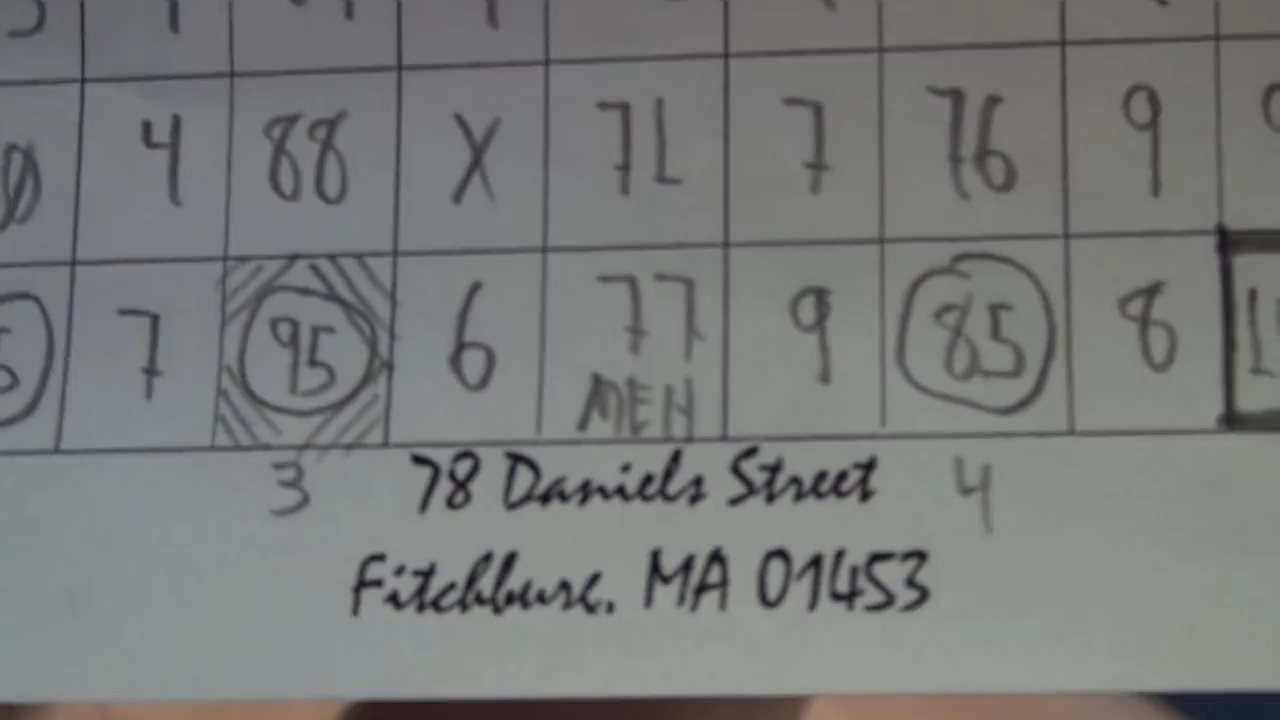 Ø 4 88 X 71 7 76 9
7 95 6 77 9 85 8
MEH
3 78 Daniels Street 4
Fitchburg, MA 01453